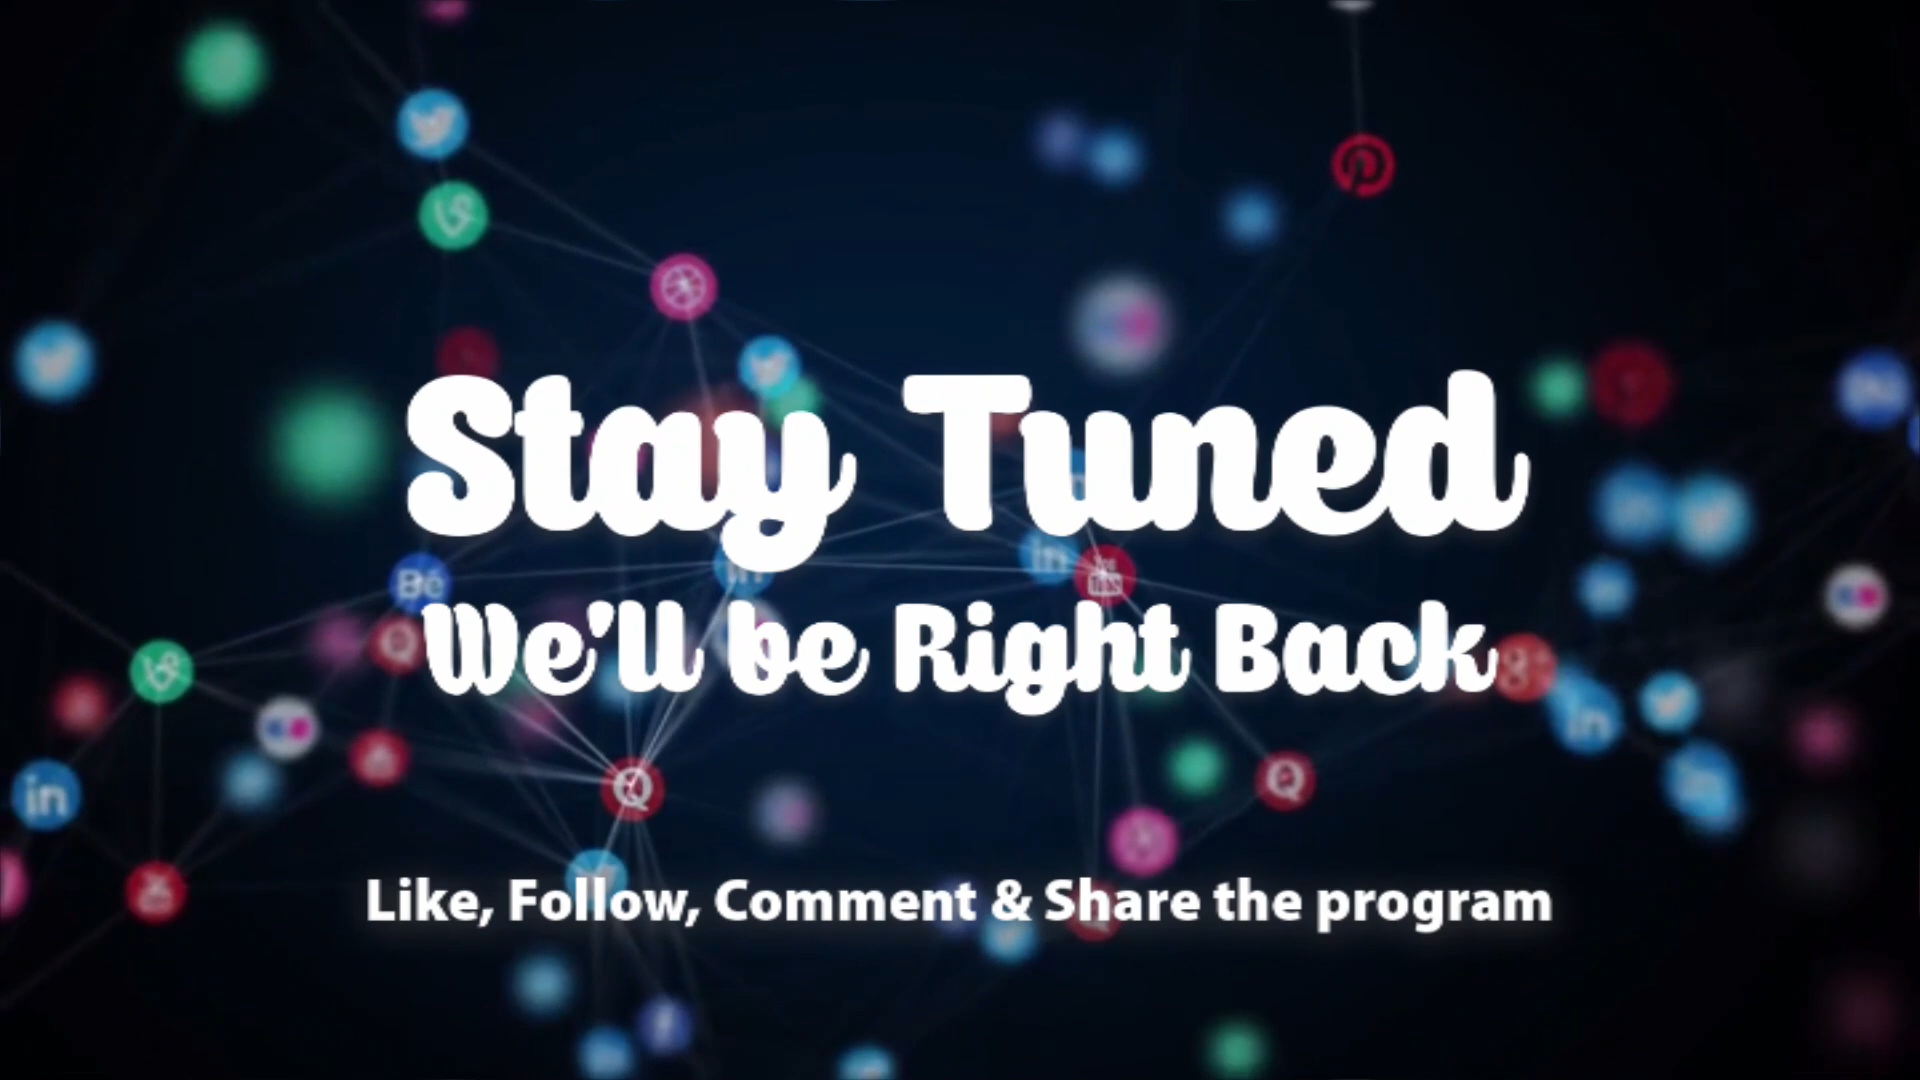 Stay Tuned
We'll be Right Back
Like, Follow, Comment & Share the program